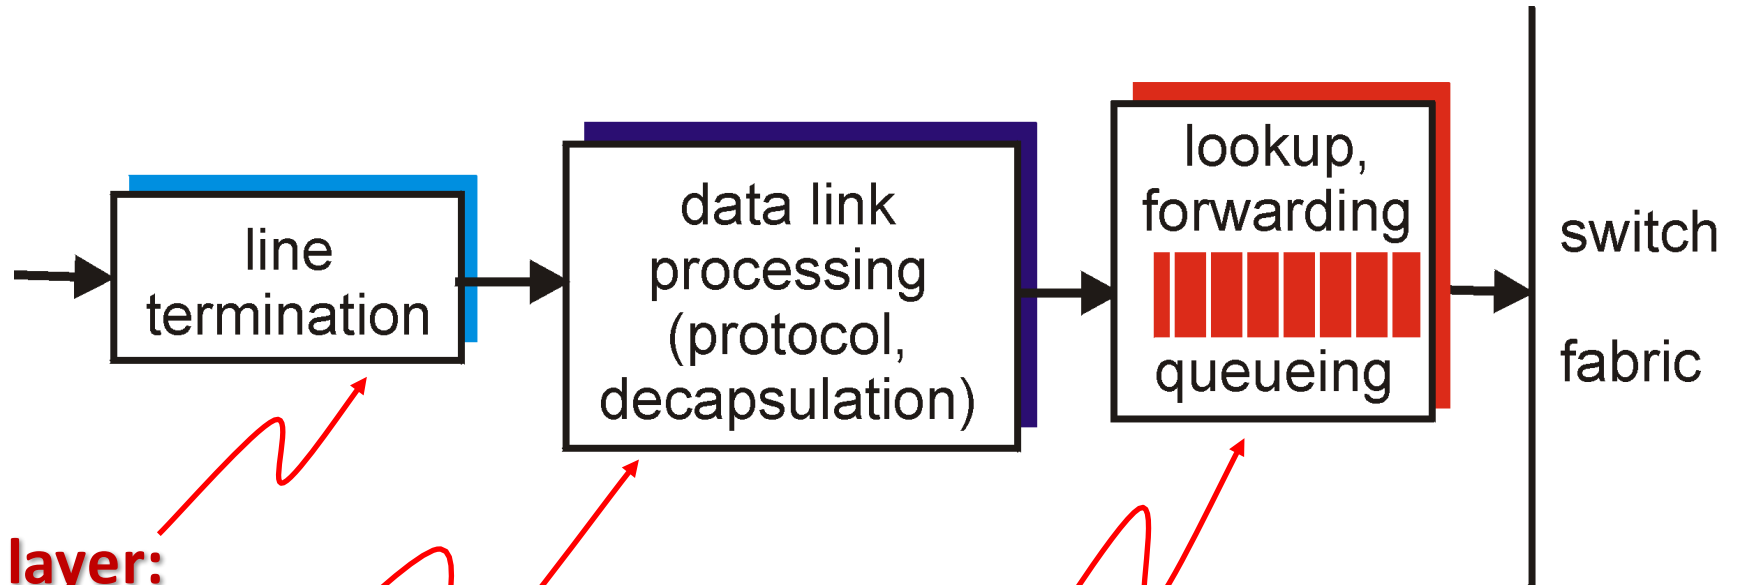 line
termination
data link
processing
(protocol,
decapsulation)
lookup,
forwarding
queueing
switch
fabric
layer: